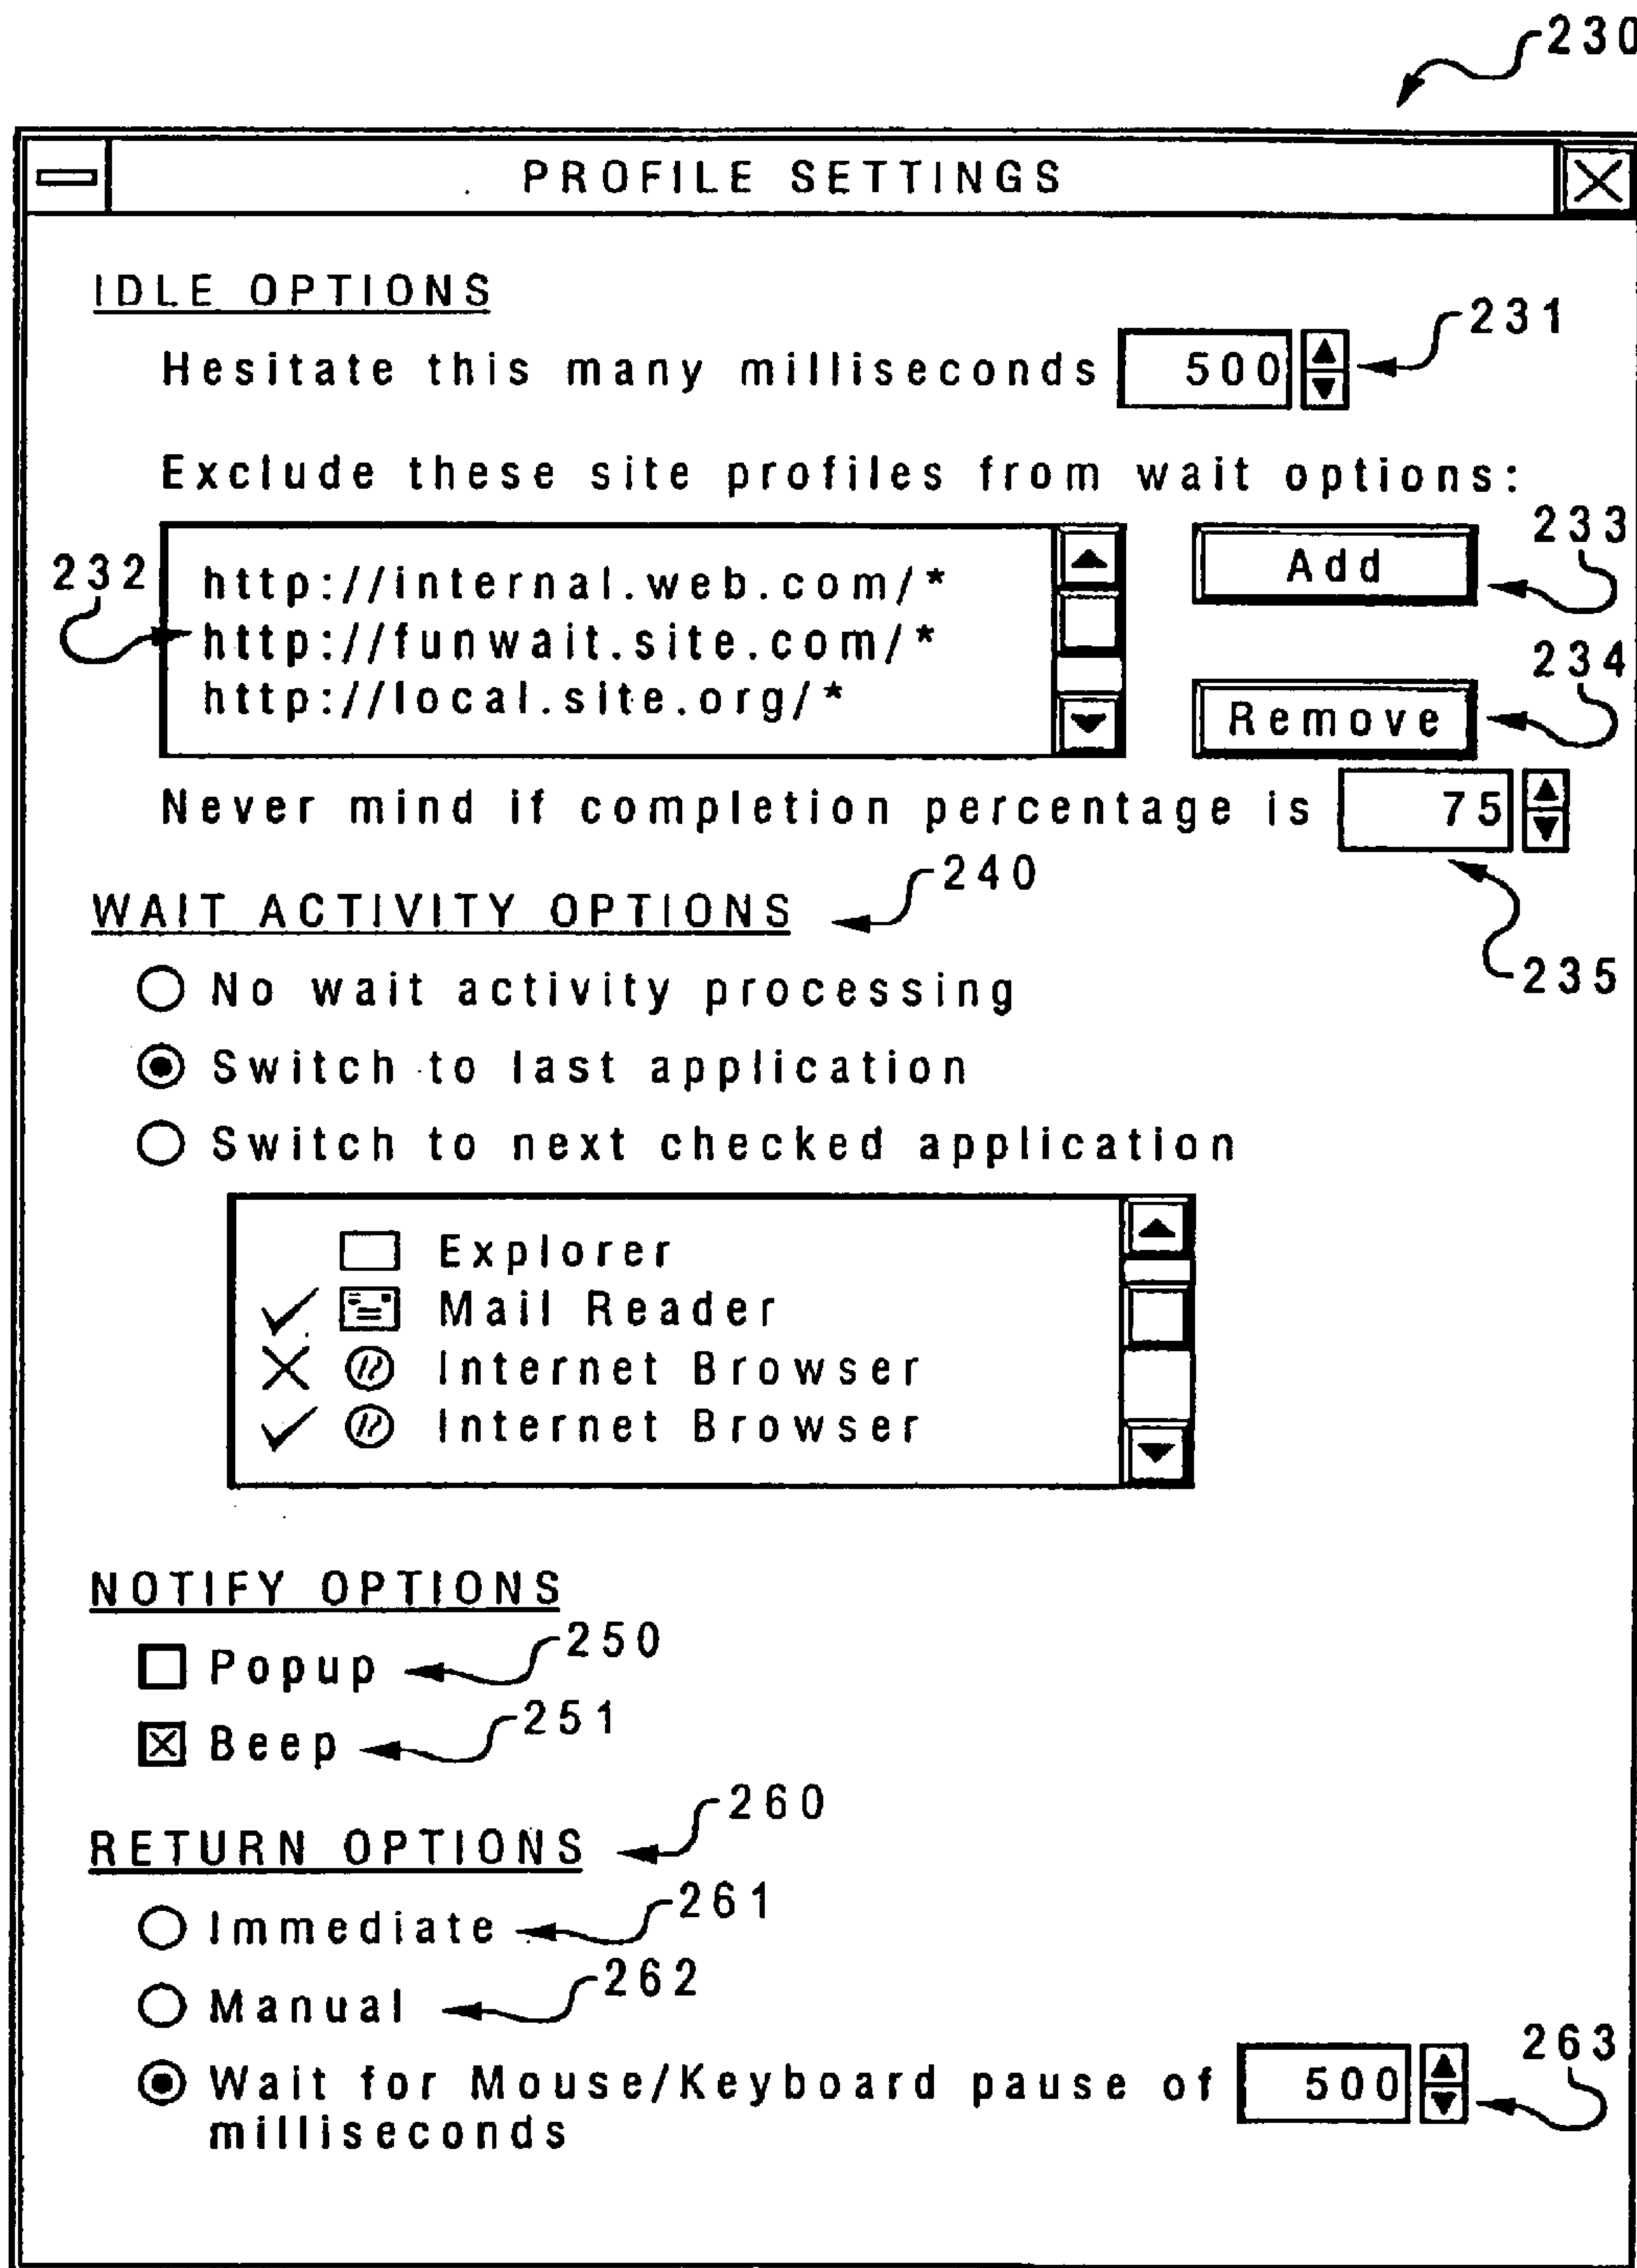 230
PROFILE SETTINGS
IDLE OPTIONS
231
Hesitate this many milliseconds 500
Exclude these site profiles from wait options:
232
http://internal.web.com/*
http://funwait.site.com/*
http://local.site.org/*
Add
233
Remove
234
Never mind if completion percentage is 75
235
WAIT ACTIVITY OPTIONS
240
No wait activity processing
Switch to last application
Switch to next checked application
Explorer
Mail Reader
Internet Browser
Internet Browser
NOTIFY OPTIONS
Popup
250
Beep
251
RETURN OPTIONS
260
Immediate
261
Manual
262
Wait for Mouse/Keyboard pause of 500
milliseconds
263